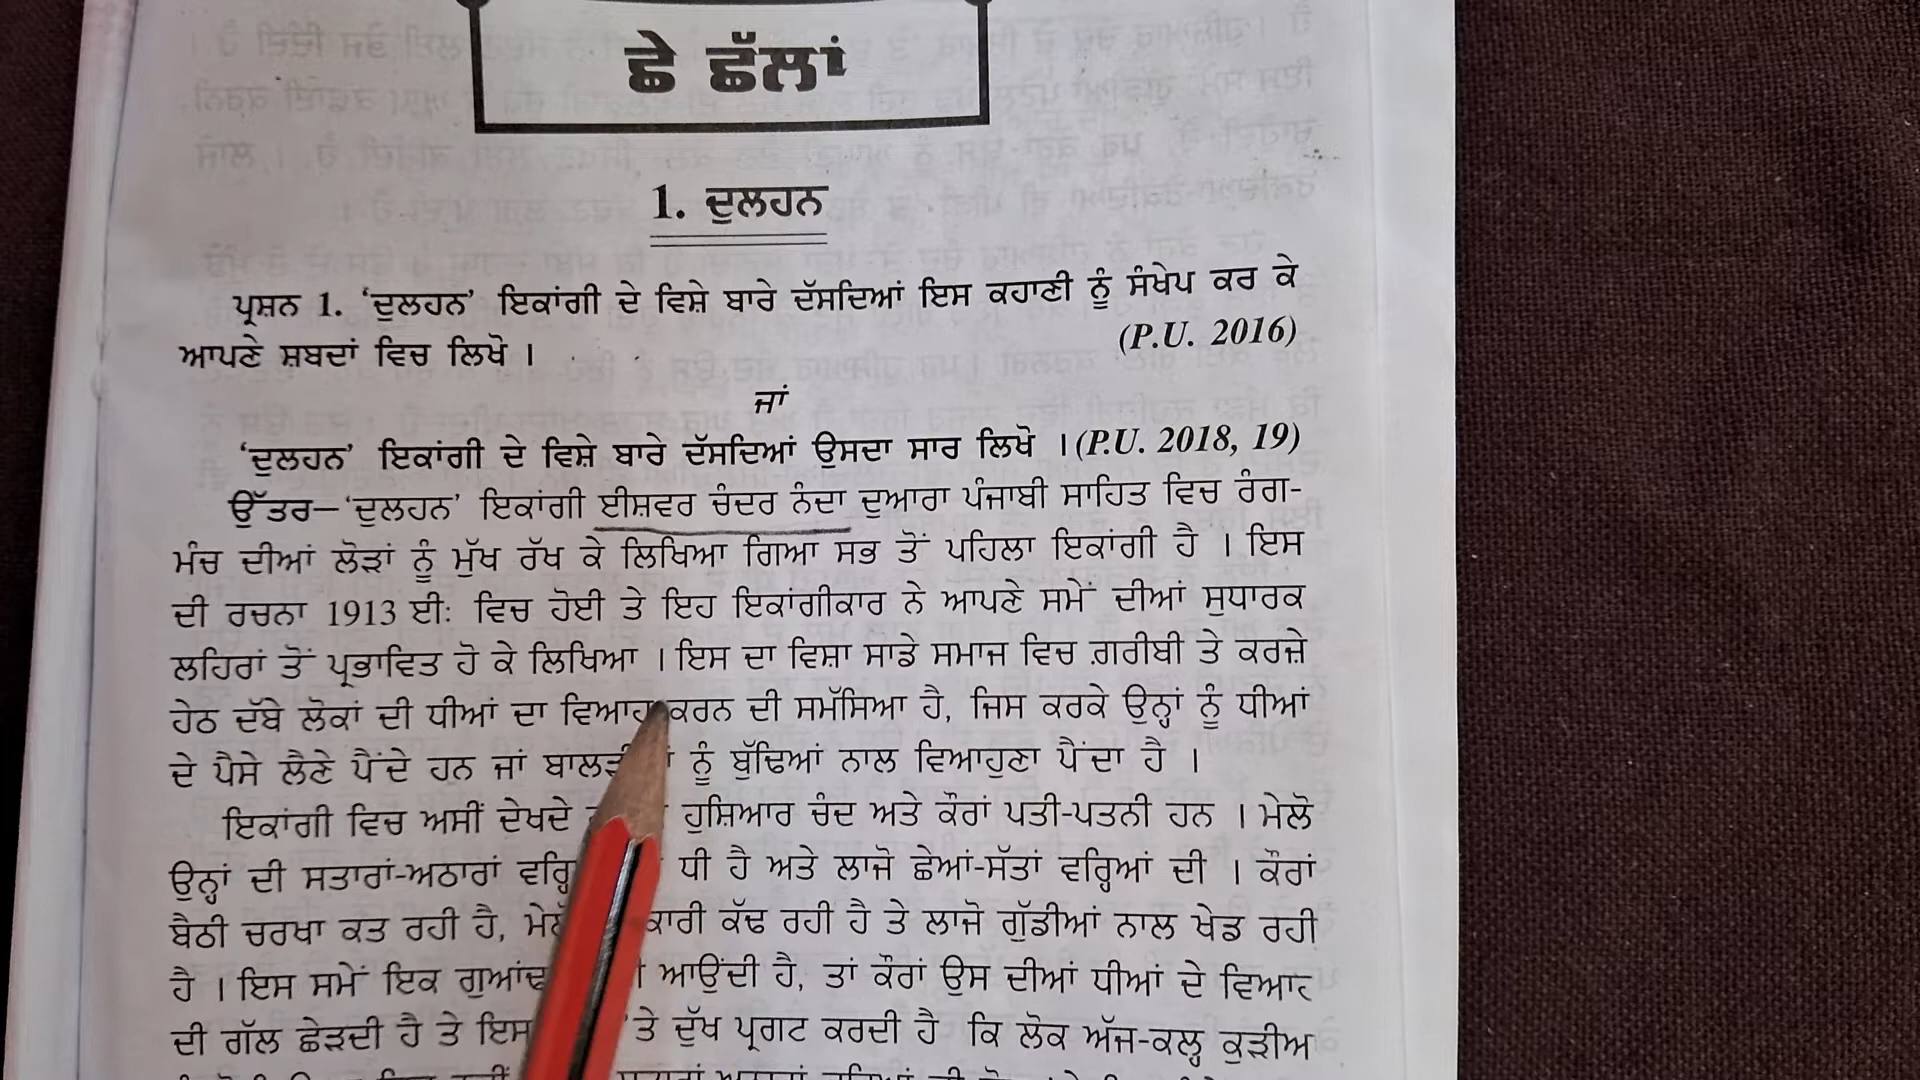 ਛੇ ਛੱਲਾਂ
1. ਦੁਲਹਨ
ਪ੍ਰਸ਼ਨ 1. ‘ਦੁਲਹਨ’ ਇਕਾਂਗੀ ਦੇ ਵਿਸ਼ੇ ਬਾਰੇ ਦੱਸਦਿਆਂ ਇਸ ਕਹਾਣੀ ਨੂੰ ਸੰਖੇਪ ਕਰ ਕੇ
ਆਪਣੇ ਸ਼ਬਦਾਂ ਵਿਚ ਲਿਖੋ । (P.U. 2016)
ਜਾਂ
‘ਦੁਲਹਨ’ ਇਕਾਂਗੀ ਦੇ ਵਿਸ਼ੇ ਬਾਰੇ ਦੱਸਦਿਆਂ ਉਸਦਾ ਸਾਰ ਲਿਖੋ । (P.U. 2018, 19)
ਉੱਤਰ—‘ਦੁਲਹਨ’ ਇਕਾਂਗੀ ਈਸ਼ਵਰ ਚੰਦਰ ਨੰਦਾ ਦੁਆਰਾ ਪੰਜਾਬੀ ਸਾਹਿਤ ਵਿਚ ਰੰਗ-
ਮੰਚ ਦੀਆਂ ਲੋੜਾਂ ਨੂੰ ਮੁੱਖ ਰੱਖ ਕੇ ਲਿਖਿਆ ਗਿਆ ਸਭ ਤੋਂ ਪਹਿਲਾ ਇਕਾਂਗੀ ਹੈ । ਇਸ
ਦੀ ਰਚਨਾ 1913 ਈ: ਵਿਚ ਹੋਈ ਤੇ ਇਹ ਇਕਾਂਗੀਕਾਰ ਨੇ ਆਪਣੇ ਸਮੇਂ ਦੀਆਂ ਸੁਧਾਰਕ
ਲਹਿਰਾਂ ਤੋਂ ਪ੍ਰਭਾਵਿਤ ਹੋ ਕੇ ਲਿਖਿਆ । ਇਸ ਦਾ ਵਿਸ਼ਾ ਸਾਡੇ ਸਮਾਜ ਵਿਚ ਗ਼ਰੀਬੀ ਤੇ ਕਰਜ਼ੇ
ਹੇਠ ਦੱਬੇ ਲੋਕਾਂ ਦੀ ਧੀਆਂ ਦਾ ਵਿਆਹ ਕਰਨ ਦੀ ਸਮੱਸਿਆ ਹੈ, ਜਿਸ ਕਰਕੇ ਉਨ੍ਹਾਂ ਨੂੰ ਧੀਆਂ
ਦੇ ਪੈਸੇ ਲੈਣੇ ਪੈਂਦੇ ਹਨ ਜਾਂ ਨੂੰ ਬੁੱਢਿਆਂ ਨਾਲ ਵਿਆਹੁਣਾ ਪੈਂਦਾ ਹੈ ।
ਇਕਾਂਗੀ ਵਿਚ ਅਸੀਂ ਦੇਖਦੇ ਹੁਸ਼ਿਆਰ ਚੰਦ ਅਤੇ ਕੌਰਾਂ ਪਤੀ-ਪਤਨੀ ਹਨ । ਮੇਲੋ
ਉਨ੍ਹਾਂ ਦੀ ਸਤਾਰਾਂ-ਅਠਾਰਾਂ ਧੀ ਹੈ ਅਤੇ ਲਾਜੋ ਛੇਆਂ-ਸੱਤਾਂ ਵਰ੍ਹਿਆਂ ਦੀ । ਕੌਰਾਂ
ਬੈਠੀ ਚਰਖਾ ਕਤ ਰਹੀ ਹੈ, ਕੱਢ ਰਹੀ ਹੈ ਤੇ ਲਾਜੋ ਗੁੱਡੀਆਂ ਨਾਲ ਖੇਡ ਰਹੀ
ਹੈ । ਇਸ ਸਮੇਂ ਇਕ ਆਉਂਦੀ ਹੈ, ਤਾਂ ਕੌਰਾਂ ਉਸ ਦੀਆਂ ਧੀਆਂ ਦੇ
ਦੀ ਗੱਲ ਛੇੜਦੀ ਹੈ ਤੇ ਇਸ ’ਤੇ ਦੁੱਖ ਪ੍ਰਗਟ ਕਰਦੀ ਹੈ ਕਿ ਲੋਕ ਅੱਜ-ਕਲ੍ਹ